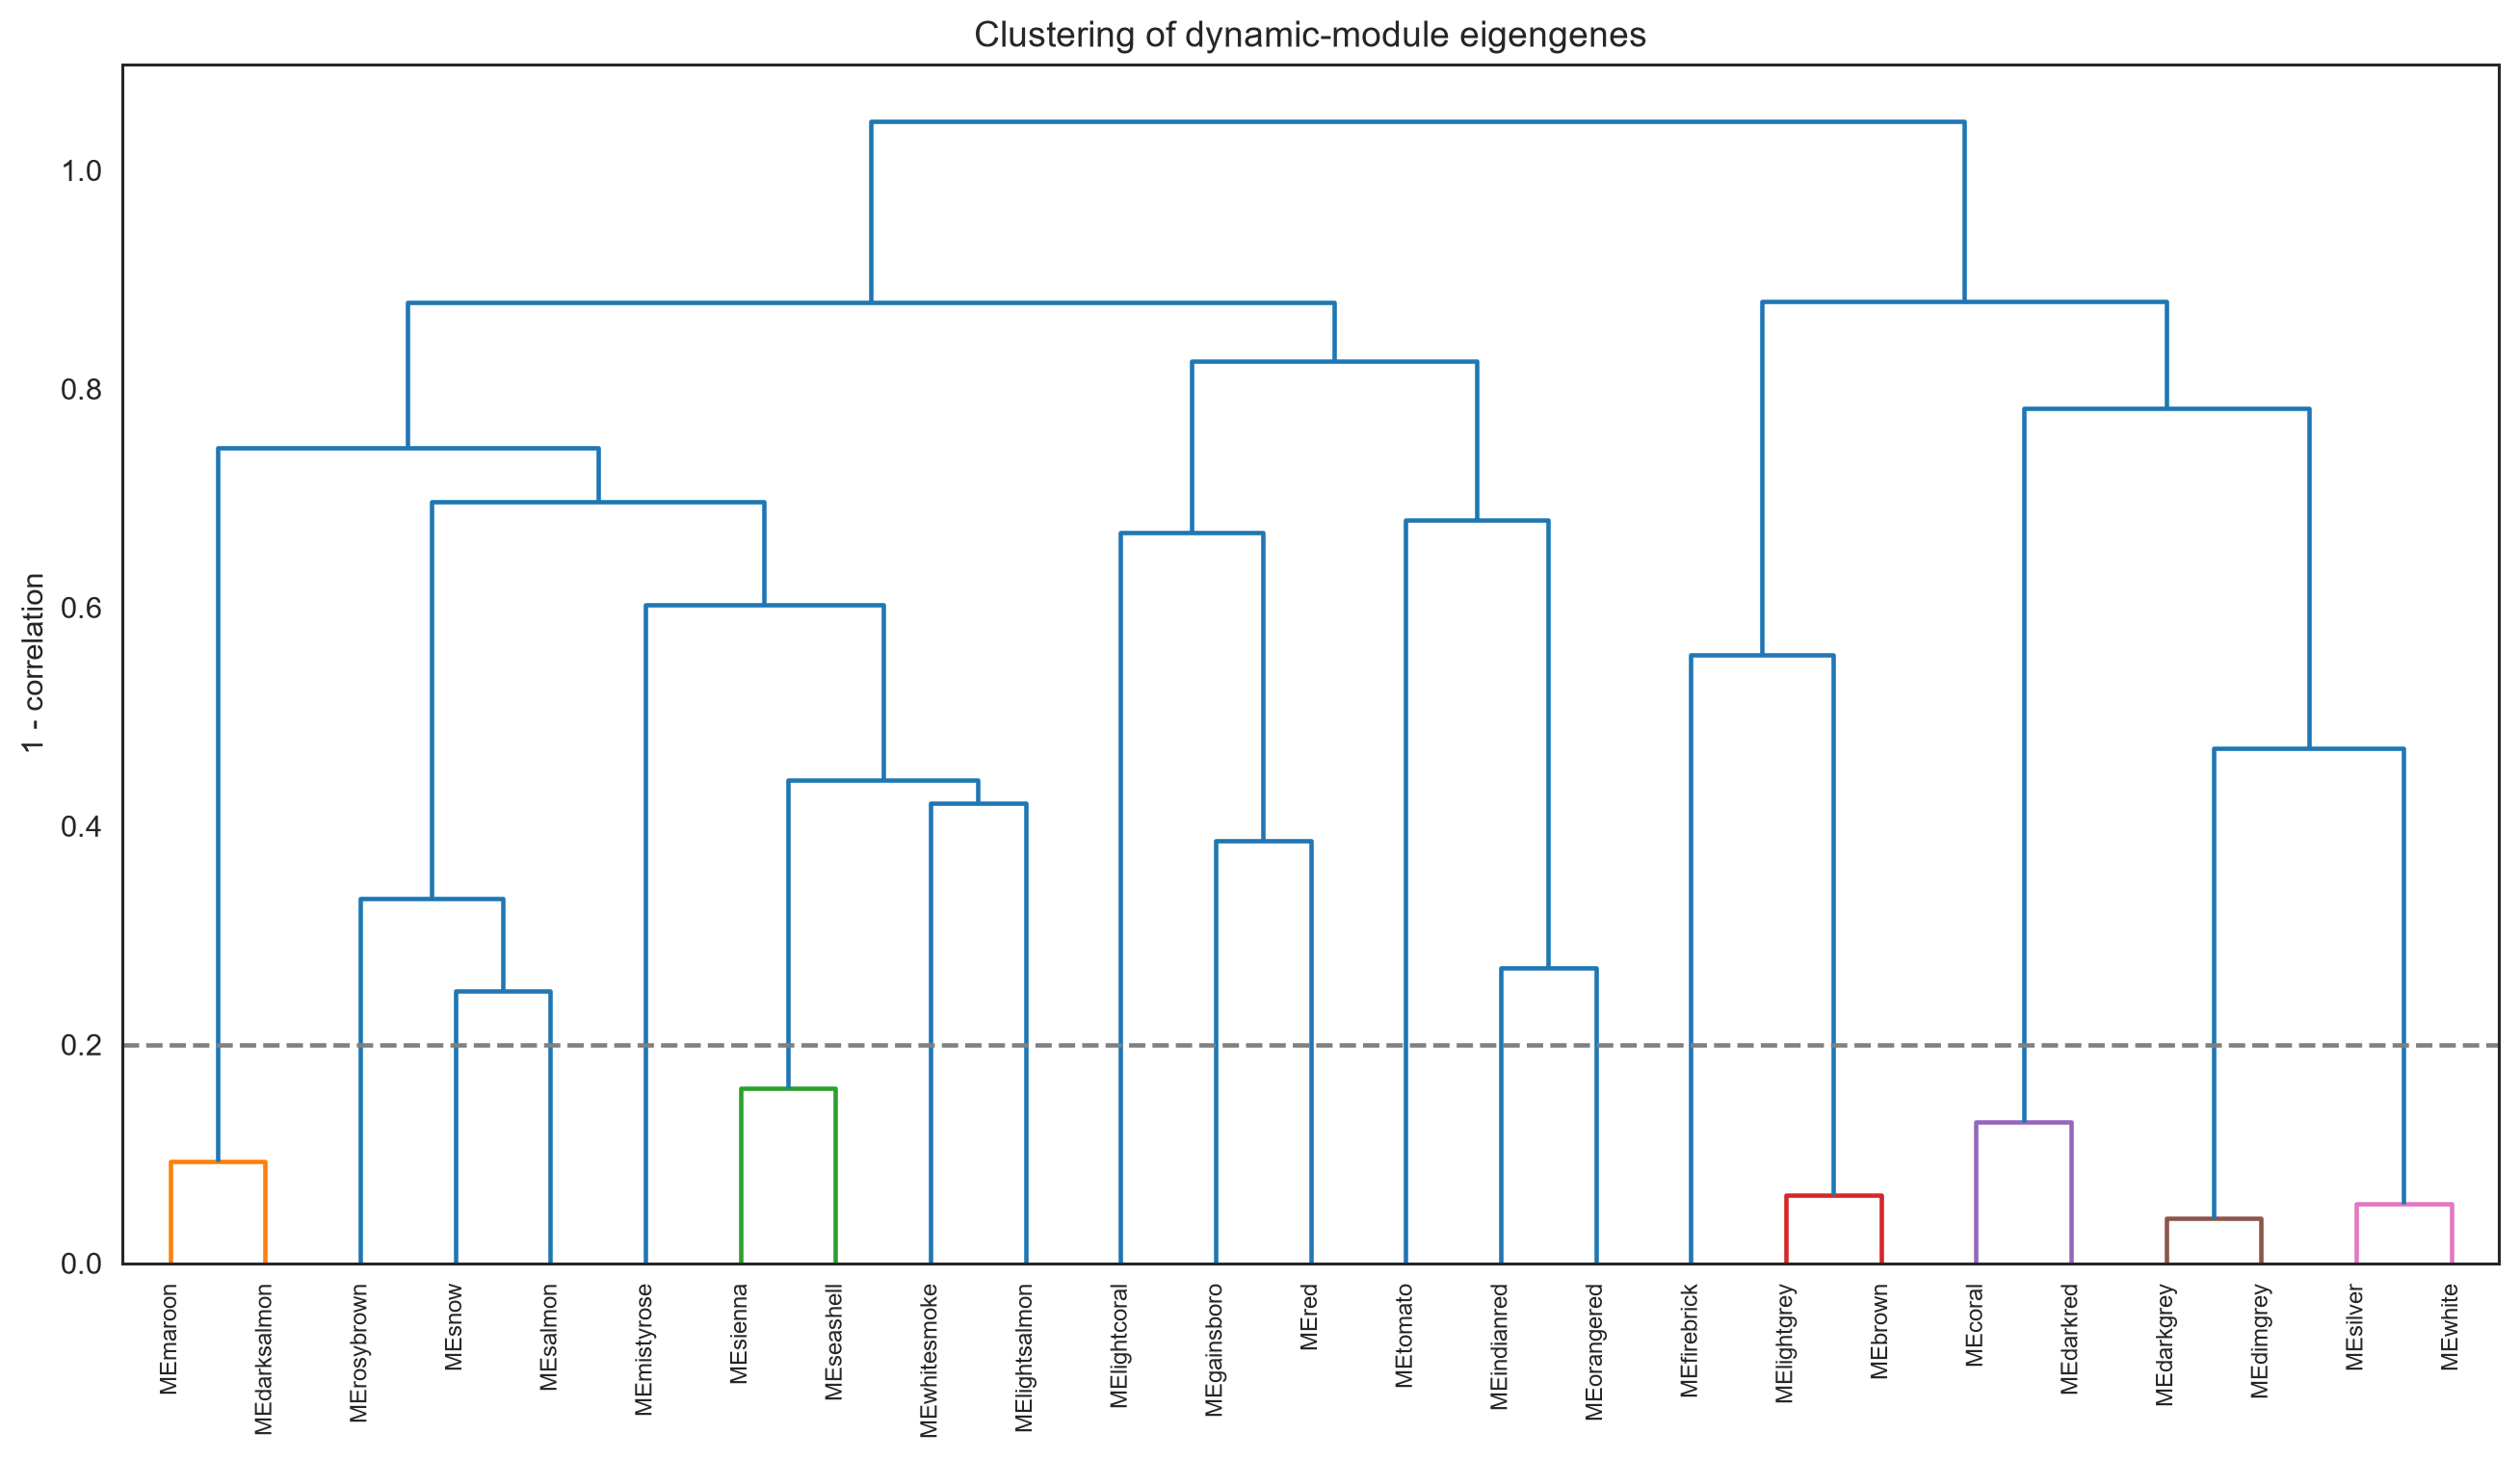 Clustering of dynamic-module eigengenes
1 - correlation
1.0
0.8
0.6
0.4
0.2
0.0
MEmaroon
MEdarksalmon
MErosybrown
MEsnow
MEsalmon
MEmistyrose
MEsienna
MEseashell
MEwhitesmoke
MElightsalmon
MElightcoral
MEgainsboro
MEred
MEtomato
MEindianred
MEorangered
MEfirebrick
MElightgrey
MEbrown
MEcoral
MEdarkred
MEdarkgrey
MEdimgrey
MEsilver
MEwhite